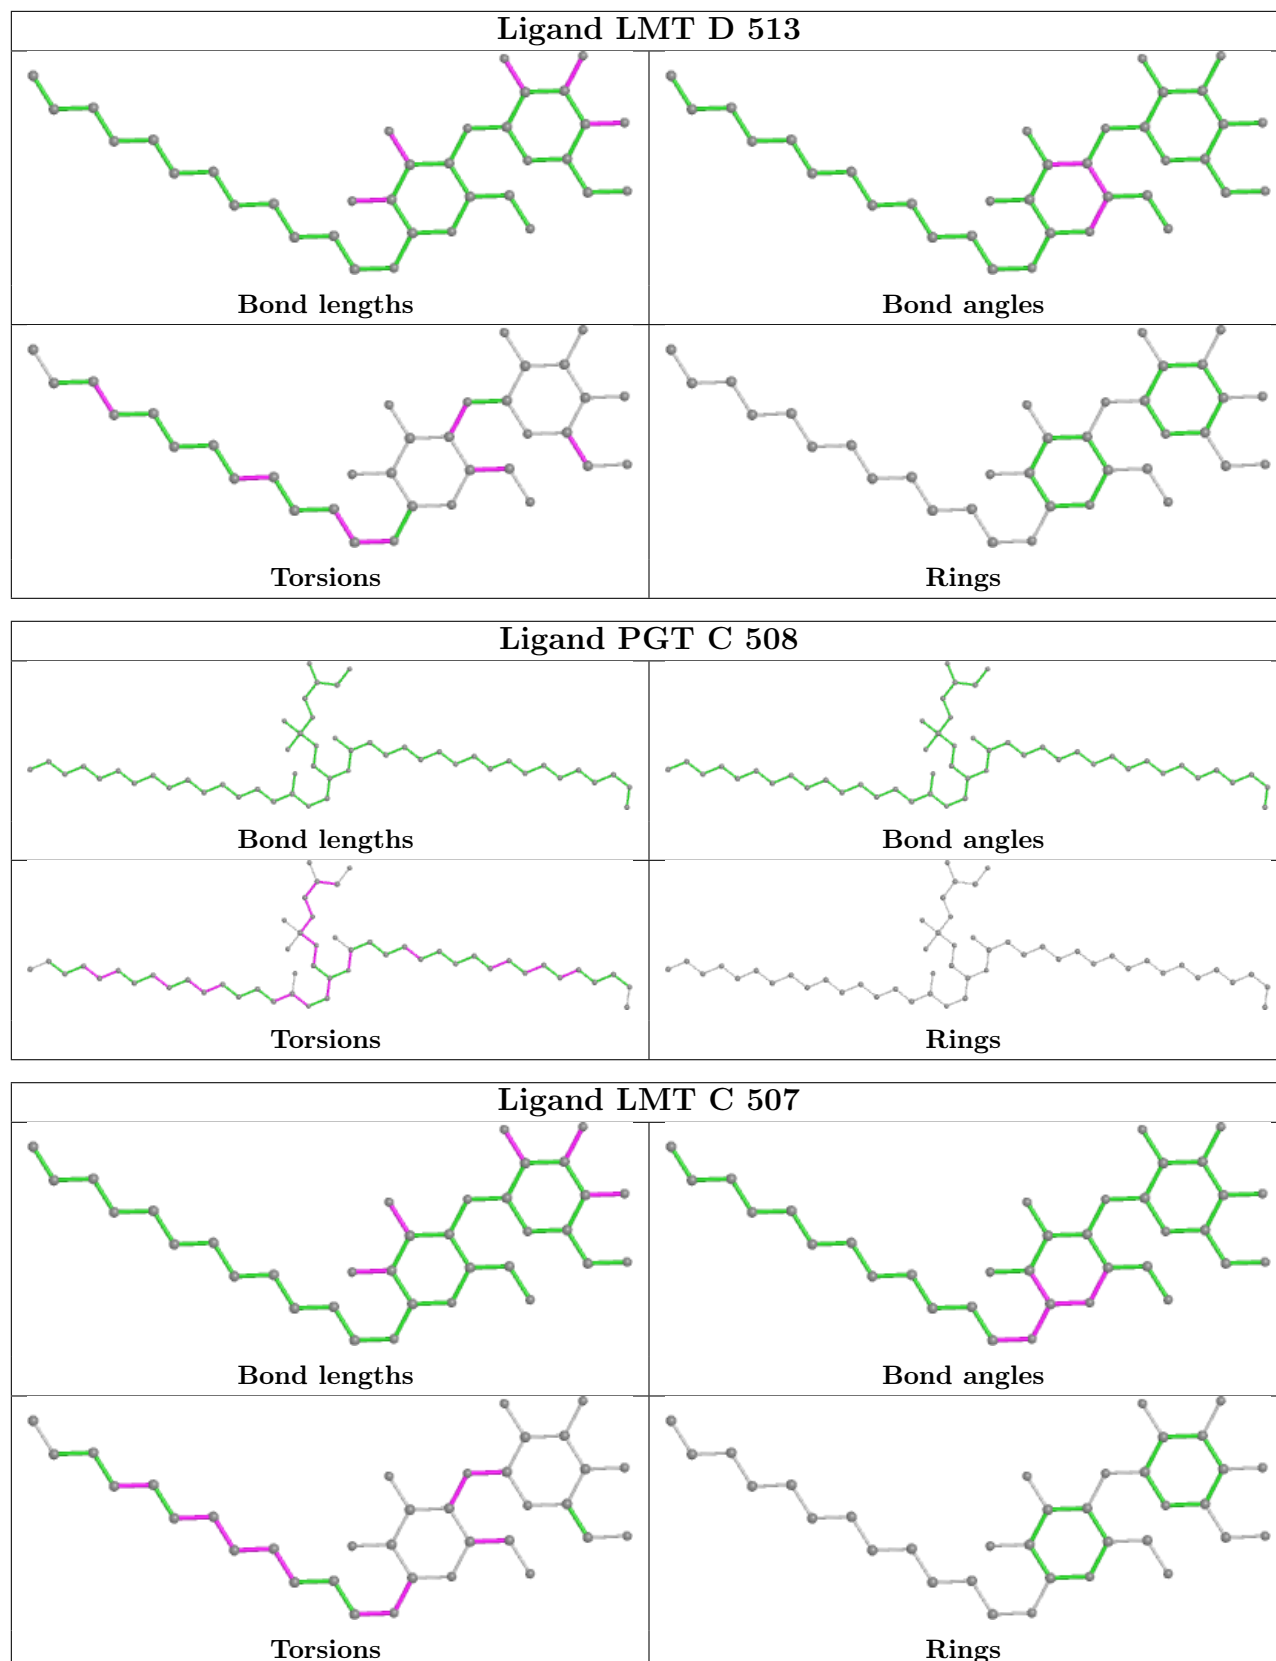 Ligand LMT D 513
Bond lengths
Bond angles
Torsions
Rings
Ligand PGT C 508
Bond lengths
Bond angles
Torsions
Rings
Ligand LMT C 507
Bond lengths
Bond angles
Torsions
Rings